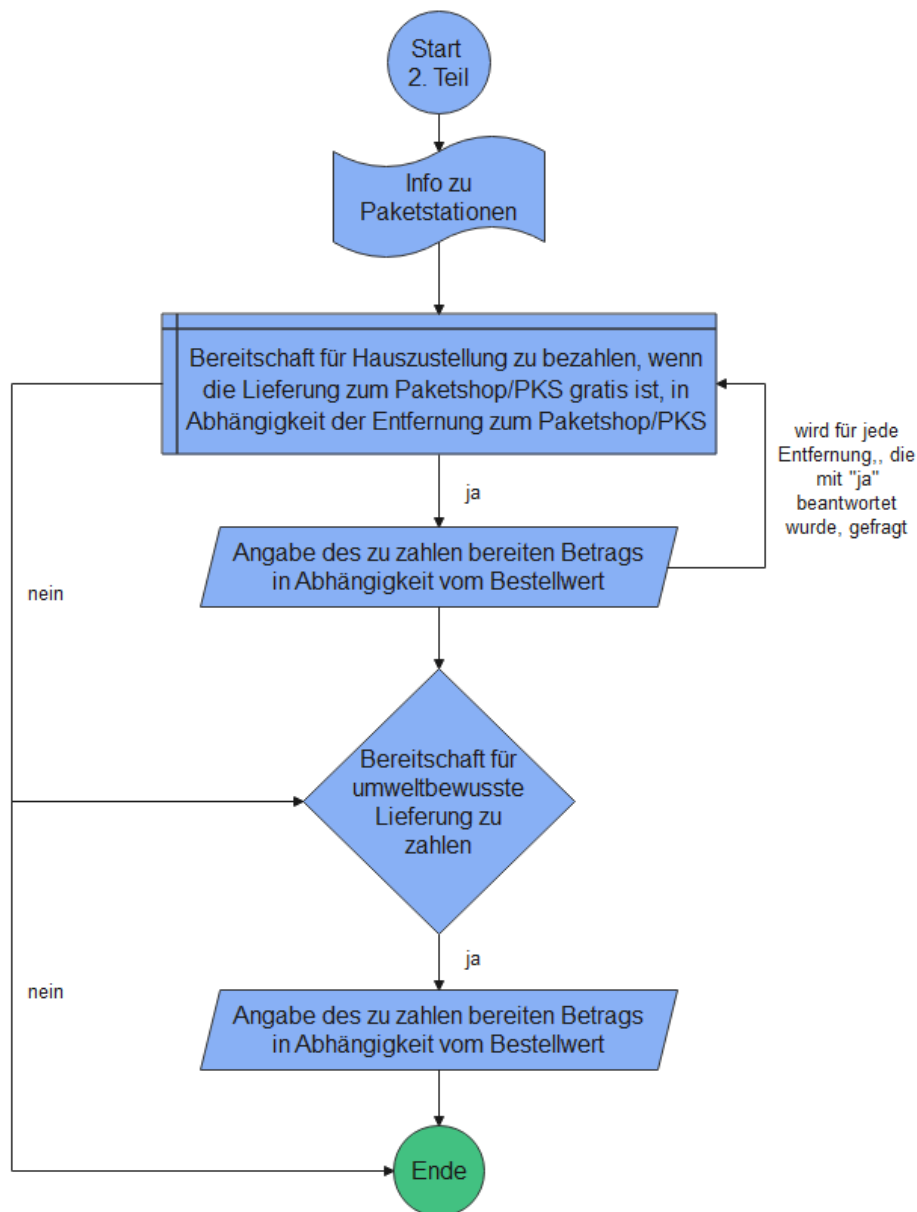 Start
2. Teil
Info zu
Paketstationen
Bereitschaft für Hauszustellung zu bezahlen, wenn
die Lieferung zum Paketshop/PKS gratis ist, in
Abhängigkeit der Entfernung zum Paketshop/PKS
wird für jede
Entfernung,, die
mit "ja"
beantwortet
wurde, gefragt
ja
Angabe des zu zahlen bereiten Betrags
in Abhängigkeit vom Bestellwert
nein
Bereitschaft für
umweltbewusste
Lieferung zu
zahlen
ja
nein
Angabe des zu zahlen bereiten Betrags
in Abhängigkeit vom Bestellwert
Ende